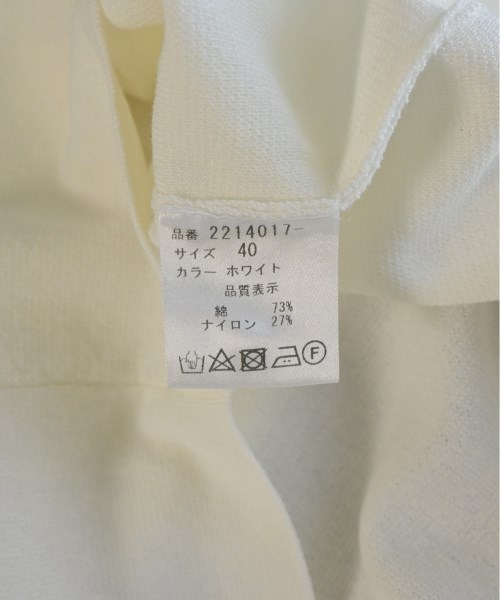 品番 2214017-
サイズ 40
カラー ホワイト
品質表示
綿 73%
ナイロン 27%
F